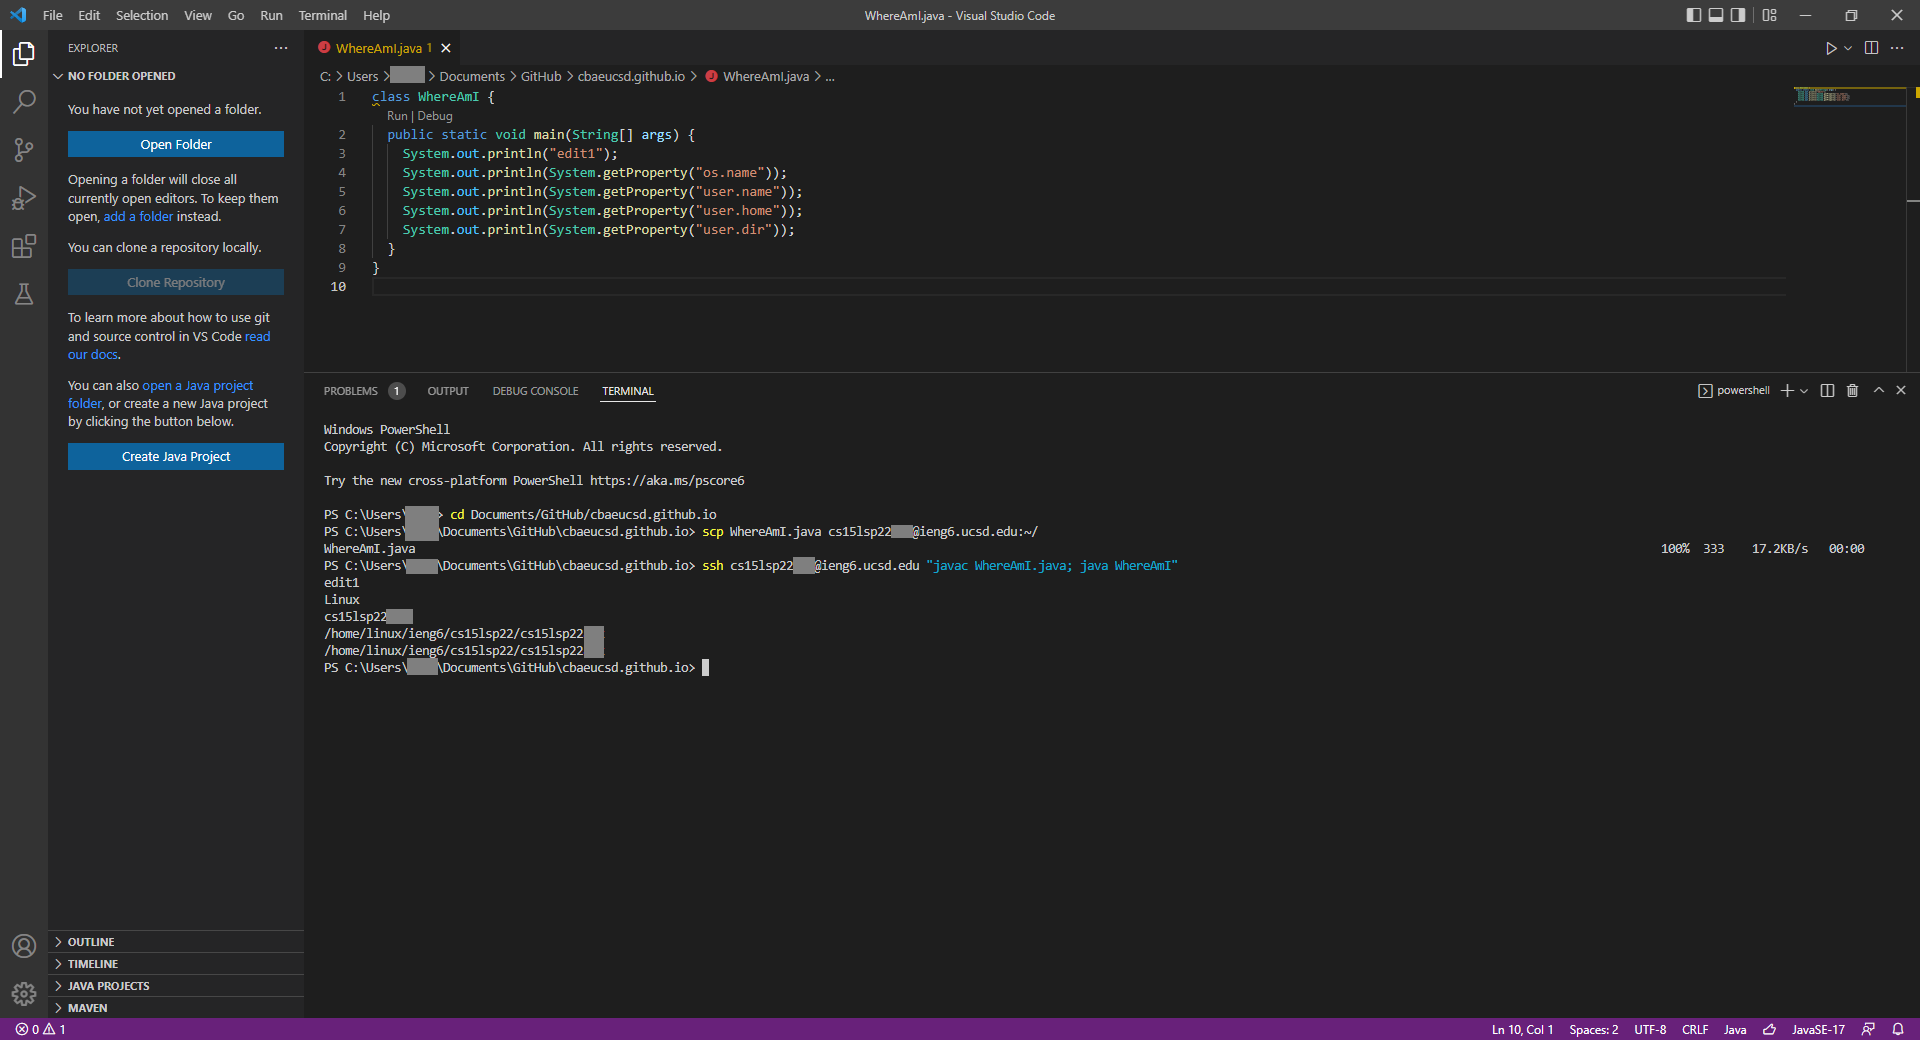 File Edit Selection View Go Run Terminal Help
WhereAmI.java - Visual Studio Code
EXPLORER
NO FOLDER OPENED
You have not yet opened a folder.
Open Folder
Opening a folder will close all
currently open editors. To keep them
open, add a folder instead.
You can clone a repository locally.
Clone Repository
To learn more about how to use git
and source control in VS Code read
our docs.
You can also open a Java project
folder, or create a new Java project
by clicking the button below.
Create Java Project
OUTLINE
TIMELINE
JAVA PROJECTS
MAVEN
WhereAmI.java 1
C: > Users > > Documents > GitHub > cbaeucsd.github.io > WhereAmI.java > ...
1 class WhereAmI {
Run | Debug
2 public static void main(String[] args) {
3 System.out.println("edit1");
4 System.out.println(System.getProperty("os.name"));
5 System.out.println(System.getProperty("user.name"));
6 System.out.println(System.getProperty("user.home"));
7 System.out.println(System.getProperty("user.dir"));
8 }
9 }
10
PROBLEMS 1 OUTPUT DEBUG CONSOLE TERMINAL
powershell
Windows PowerShell
Copyright (C) Microsoft Corporation. All rights reserved.
Try the new cross-platform PowerShell https://aka.ms/pscore6
PS C:\Users\ > cd Documents/GitHub/cbaeucsd.github.io
PS C:\Users\ \Documents\GitHub\cbaeucsd.github.io> scp WhereAmI.java cs15lsp22 @ieng6.ucsd.edu:~/
WhereAmI.java 100% 333 17.2KB/s 00:00
PS C:\Users\ \Documents\GitHub\cbaeucsd.github.io> ssh cs15lsp22 @ieng6.ucsd.edu "javac WhereAmI.java; java WhereAmI"
edit1
Linux
cs15lsp22
/home/linux/ieng6/cs15lsp22/cs15lsp22
/home/linux/ieng6/cs15lsp22/cs15lsp22
PS C:\Users\ \Documents\GitHub\cbaeucsd.github.io>
0 1
Ln 10, Col 1 Spaces: 2 UTF-8 CRLF Java JavaSE-17